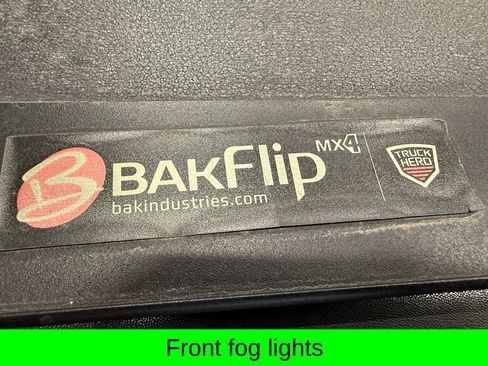 B BAKFlip MX4
bakindustries.com
TRUCK
HERO
Front fog lights